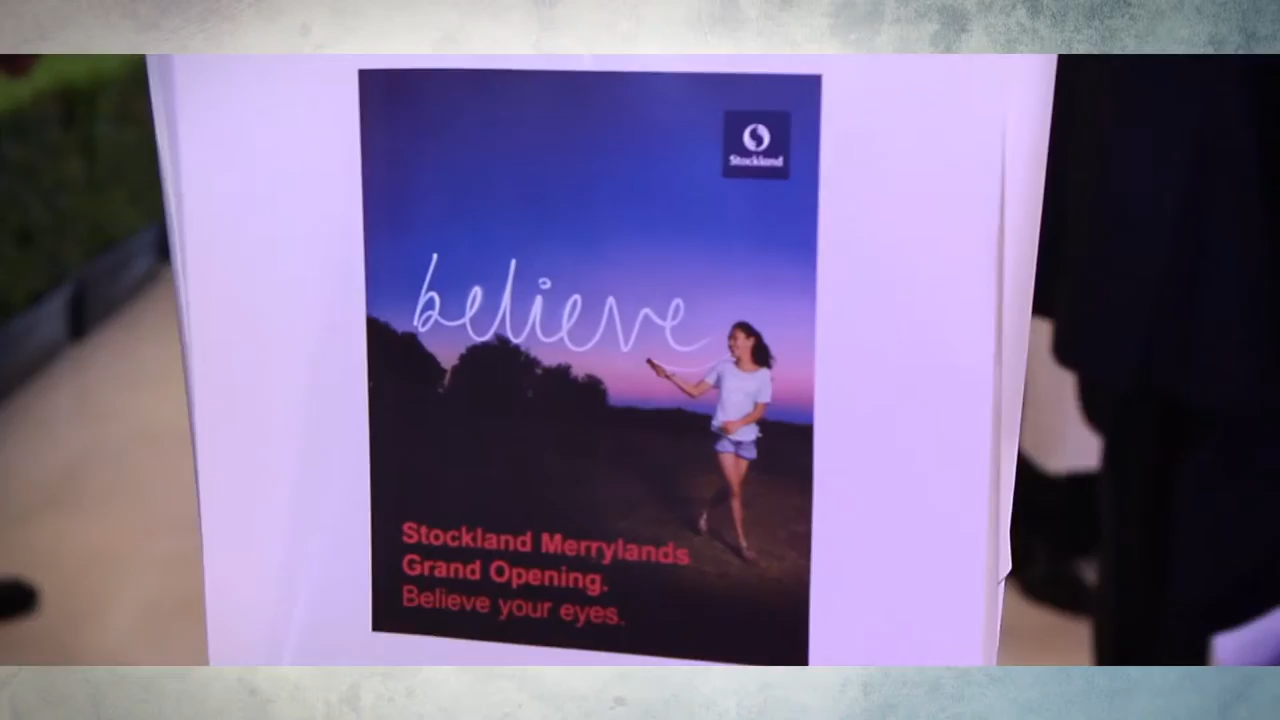 Stockland
believe
Stockland Merrylands
Grand Opening.
Believe your eyes.